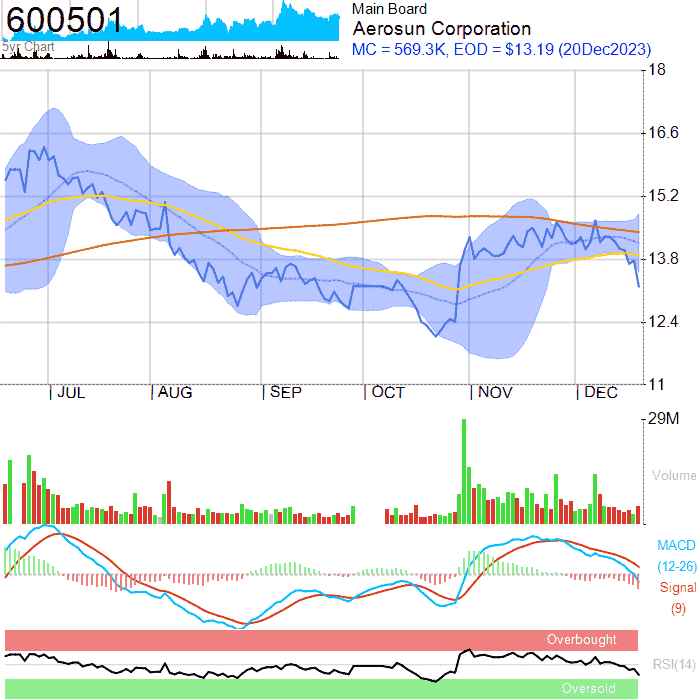 600501
5yr Chart
Main Board
Aerosun Corporation
MC = 569.3K, EOD = $13.19 (20Dec2023)
18
16.6
15.2
13.8
12.4
11
JUL
AUG
SEP
OCT
NOV
DEC
29M
Volume
MACD
(12-26)
Signal
(9)
Overbought
RSI(14)
Oversold